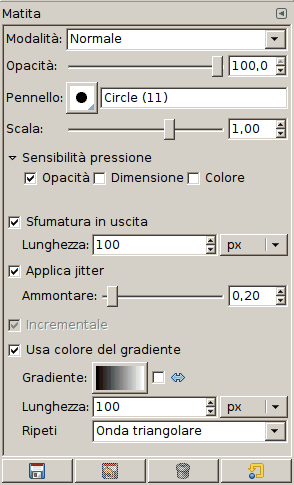 Matita
Modalità: Normale
Opacità: 100,0
Pennello: Circle (11)
Scala: 1,00
Sensibilità pressione
Opacità Dimensione Colore
Sfumatura in uscita
Lunghezza: 100 px
Applica jitter
Ammontare: 0,20
Incrementale
Usa colore del gradiente
Gradiente:
Lunghezza: 100 px
Ripeti Onda triangolare